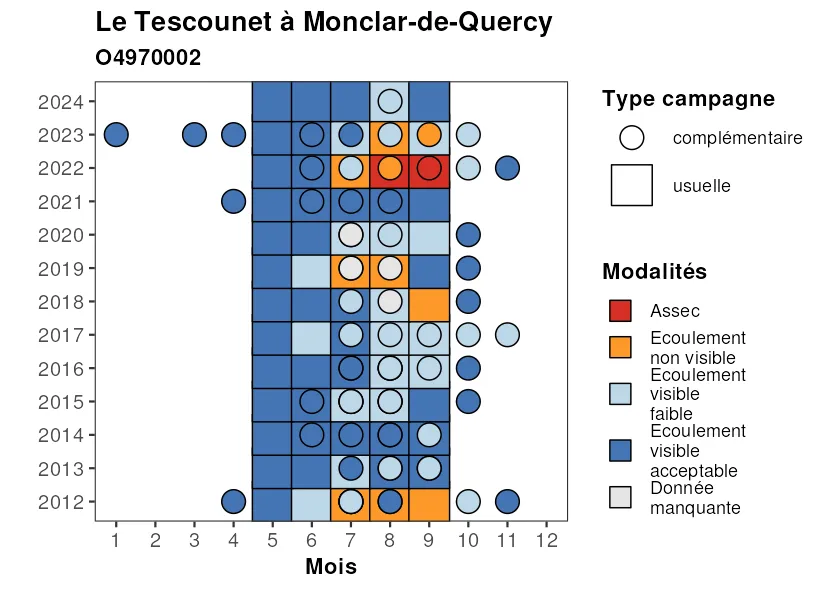 Le Tescounet à Monclar-de-Quercy
O4970002
2024
2023
2022
2021
2020
2019
2018
2017
2016
2015
2014
2013
2012
1 2 3 4 5 6 7 8 9 10 11 12
Mois
Type campagne
complémentaire
usuelle
Modalités
Assec
Ecoulement
non visible
Ecoulement
visible
faible
Ecoulement
visible
acceptable
Donnée
manquante